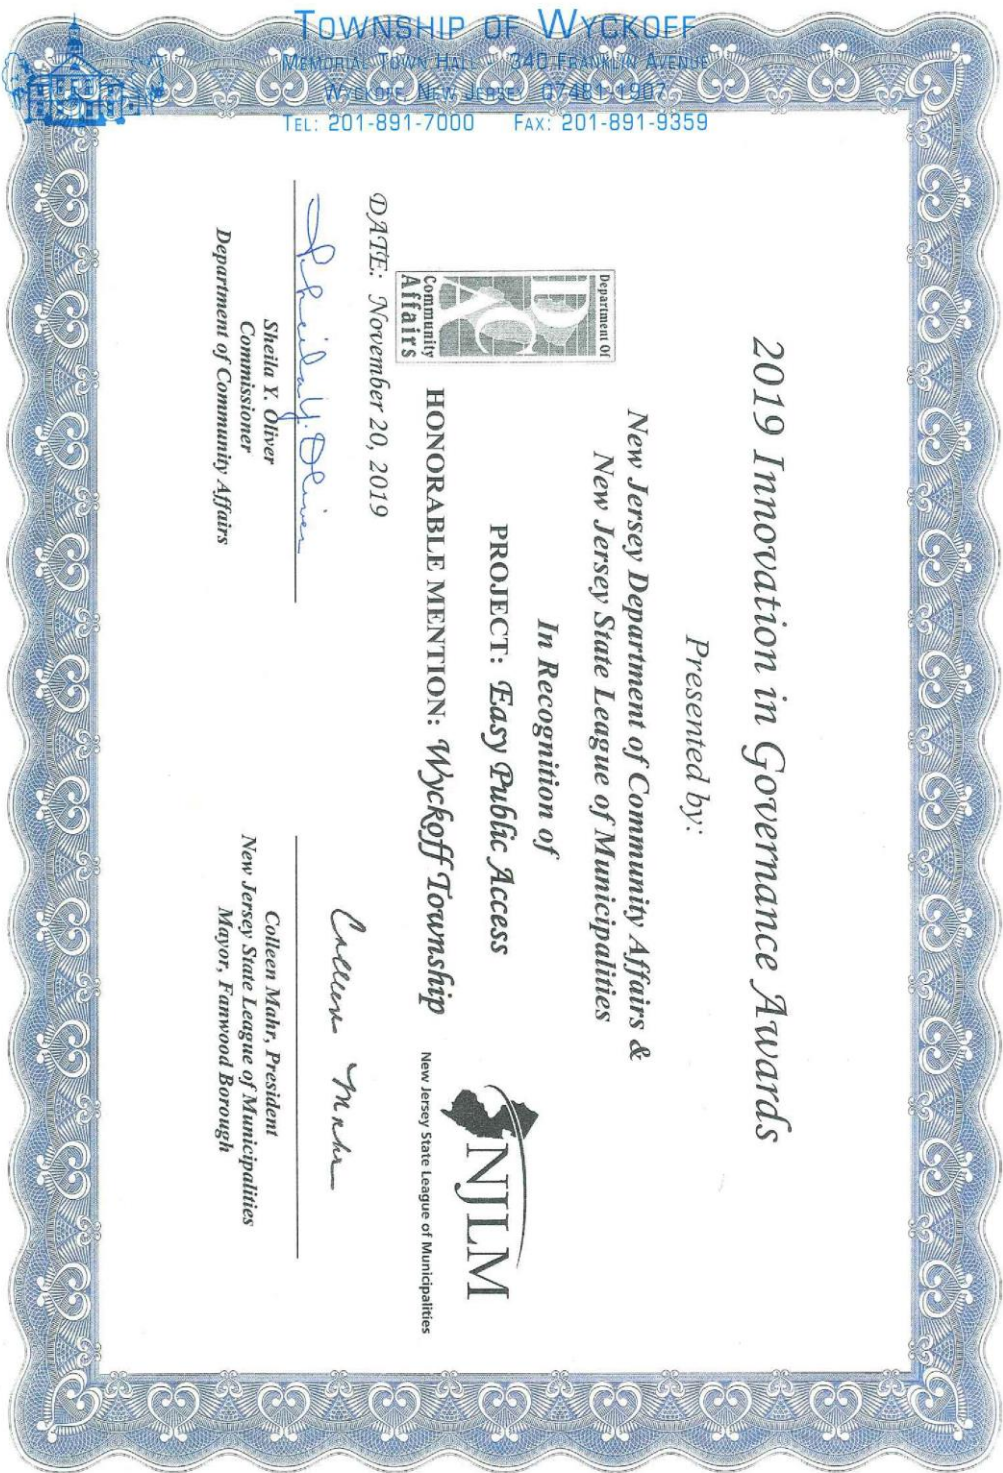 TOWNSHIP OF WYCKOFF
MEMORIAL TOWN HALL 340 FRANKLIN AVENUE
WYCKOFF, NEW JERSEY 07481-1907
TEL: 201-891-7000 FAX: 201-891-9359
2019 Innovation in Governance Awards
Presented by:
New Jersey Department of Community Affairs &
New Jersey State League of Municipalities
In Recognition of
PROJECT: Easy Public Access
HONORABLE MENTION: Wyckoff Township
Department Of
DCA
Community
Affairs
NJLM
New Jersey State League of Municipalities
DATE: November 20, 2019
Sheila Y. Oliver
Colleen Mahr
Sheila Y. Oliver
Commissioner
Department of Community Affairs
Colleen Mahr, President
New Jersey State League of Municipalities
Mayor, Fanwood Borough